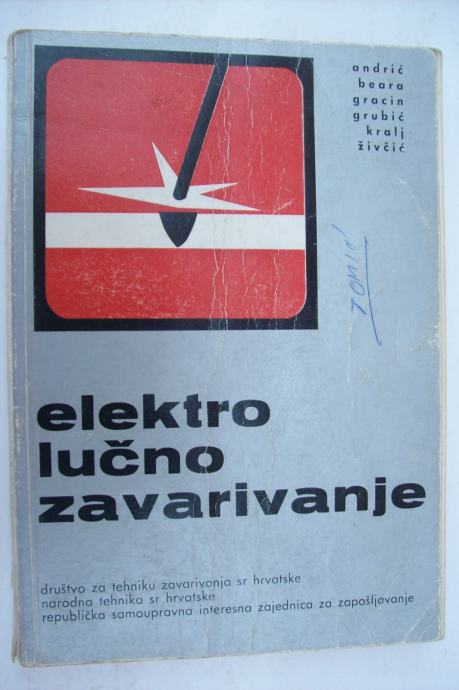 andrić
beara
gracin
grubić
kralj
živčić
TOMIĆ
elektro
lučno
zavarivanje
društvo za tehniku zavarivanja sr hrvatske
narodna tehnika sr hrvatske
republička samoupravna interesna zajednica za zapošljavanje